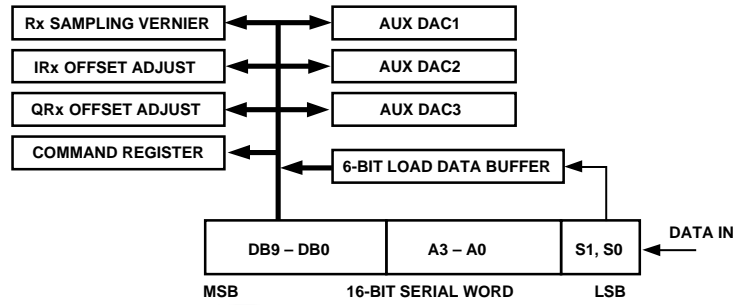 Rx SAMPLING VERNIER
AUX DAC1
IRx OFFSET ADJUST
AUX DAC2
QRx OFFSET ADJUST
AUX DAC3
COMMAND REGISTER
6-BIT LOAD DATA BUFFER
DATA IN
DB9 – DB0
A3 – A0
S1, S0
MSB
16-BIT SERIAL WORD
LSB